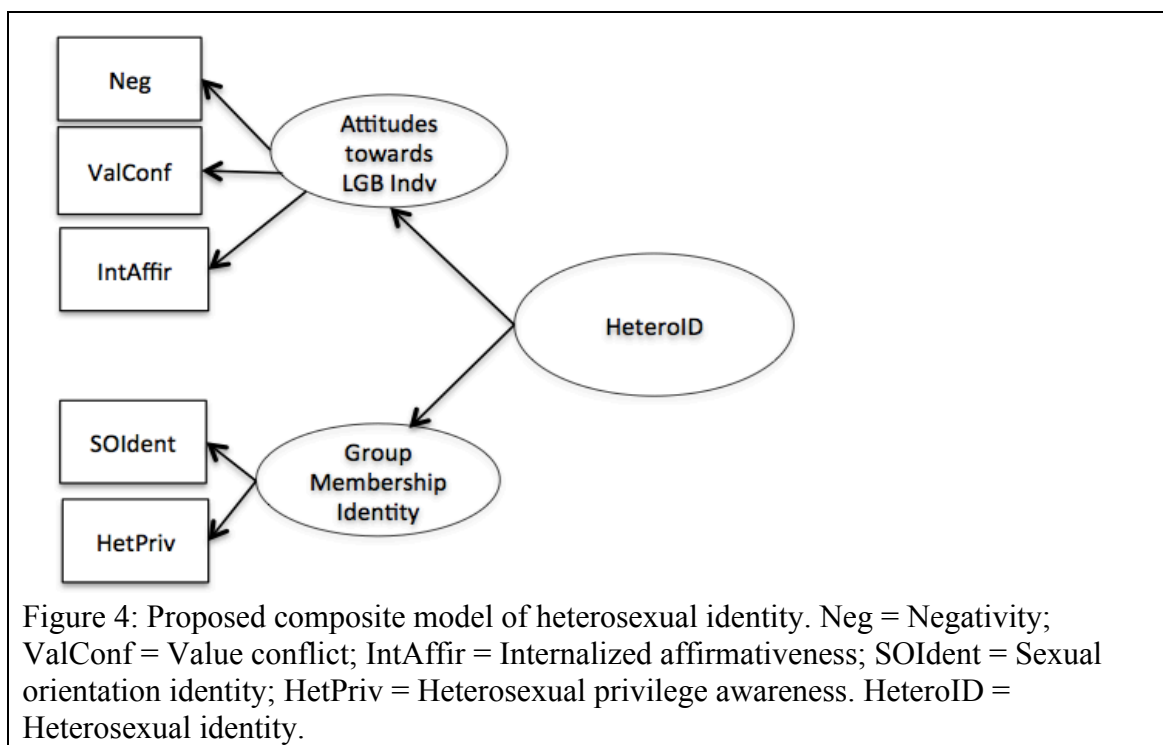 Neg
ValConf
IntAffir
Attitudes
towards
LGB Indv
HeteroID
SOIdent
HetPriv
Group
Membership
Identity
Figure 4: Proposed composite model of heterosexual identity. Neg = Negativity;
ValConf = Value conflict; IntAffir = Internalized affirmativeness; SOIdent = Sexual
orientation identity; HetPriv = Heterosexual privilege awareness. HeteroID =
Heterosexual identity.